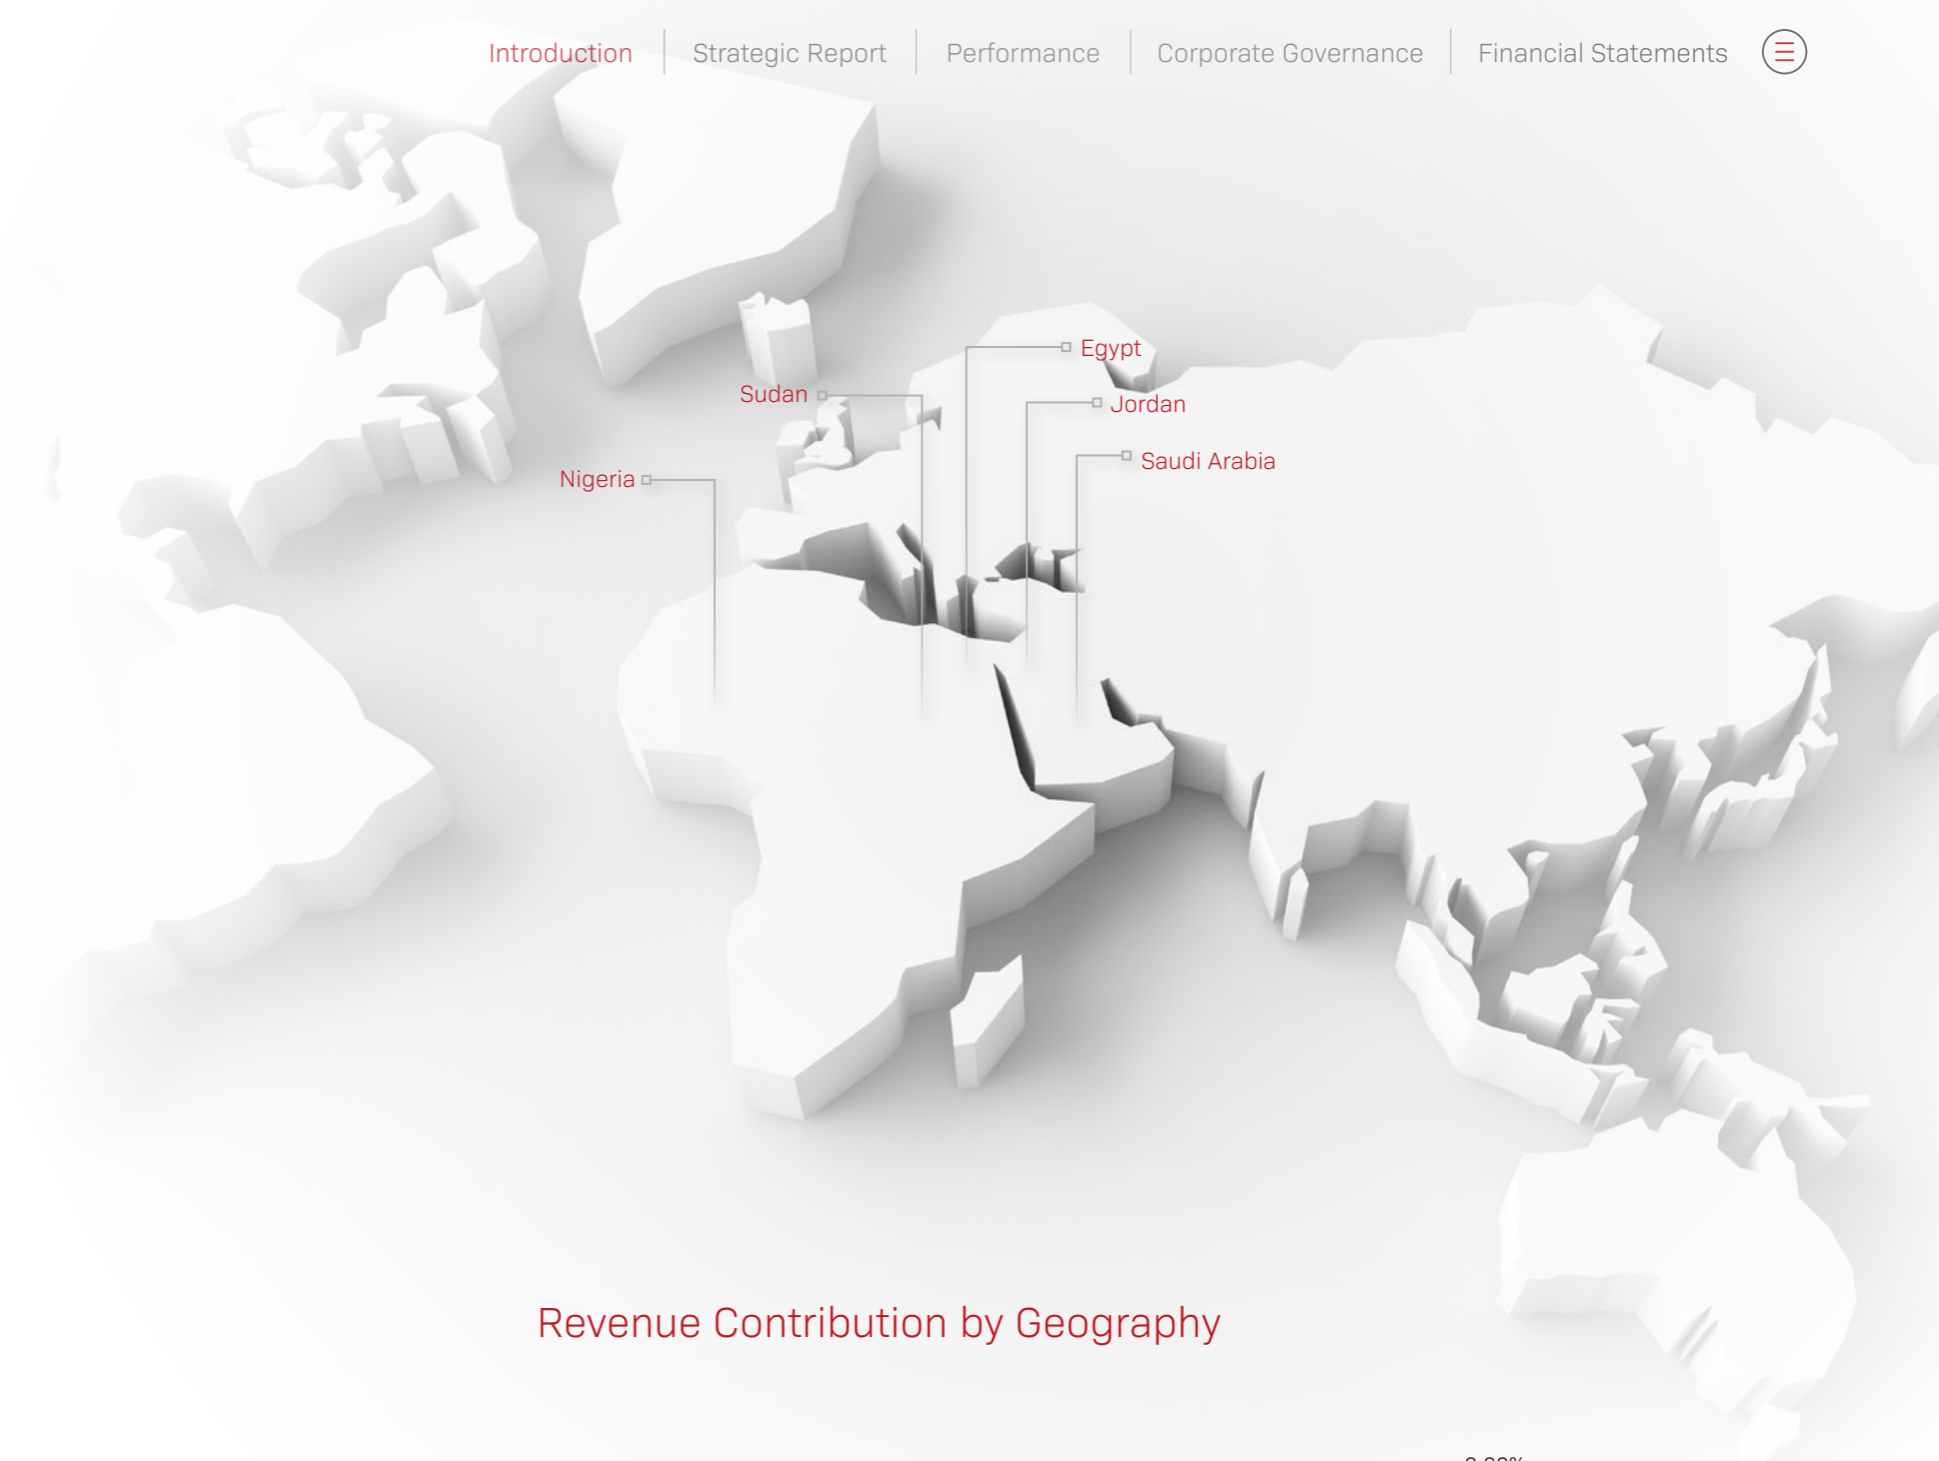 Introduction
Strategic Report
Performance
Corporate Governance
Financial Statements
Egypt
Sudan
Jordan
Saudi Arabia
Nigeria
Revenue Contribution by Geography